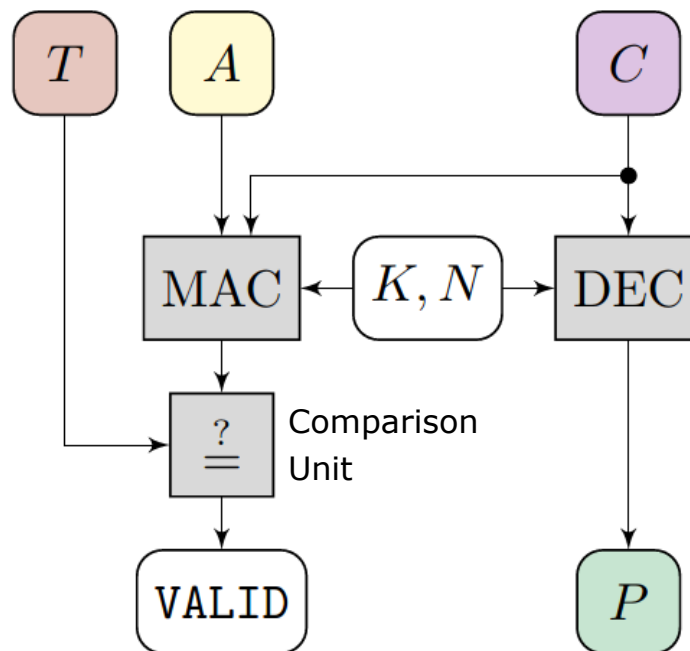 T A C
MAC K, N DEC
?
= Comparison
Unit
VALID P